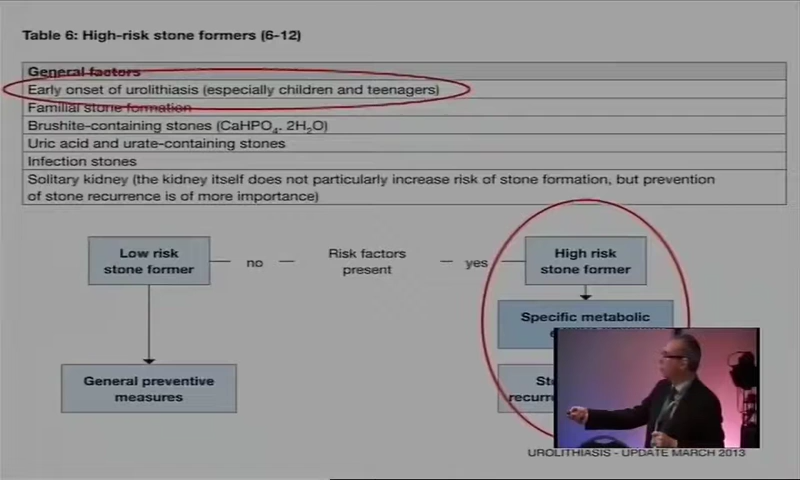 Table 6: High-risk stone formers (6-12)
General factors
Early onset of urolithiasis (especially children and teenagers)
Familial stone formation
Brushite-containing stones (CaHPO4. 2H2O)
Uric acid and urate-containing stones
Infection stones
Solitary kidney (the kidney itself does not particularly increase risk of stone formation, but prevention
of stone recurrence is of more importance)
Low risk
stone former
no
Risk factors
present
yes
High risk
stone former
Specific metabolic
General preventive
measures
UROLITHIASIS - UPDATE MARCH 2013